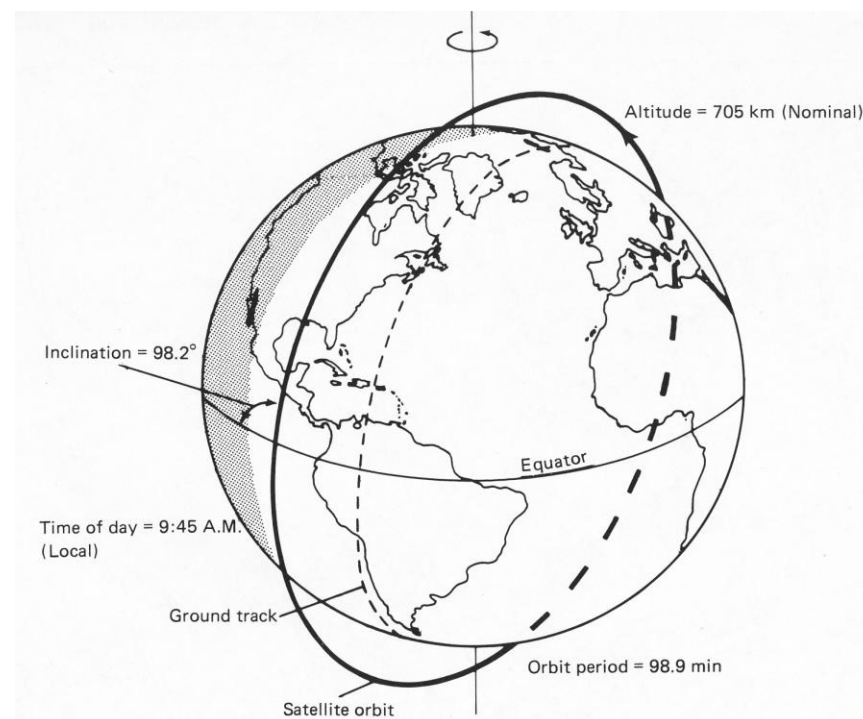 Altitude = 705 km (Nominal)
Inclination = 98.2°
Equator
Time of day = 9:45 A.M.
(Local)
Ground track
Orbit period = 98.9 min
Satellite orbit